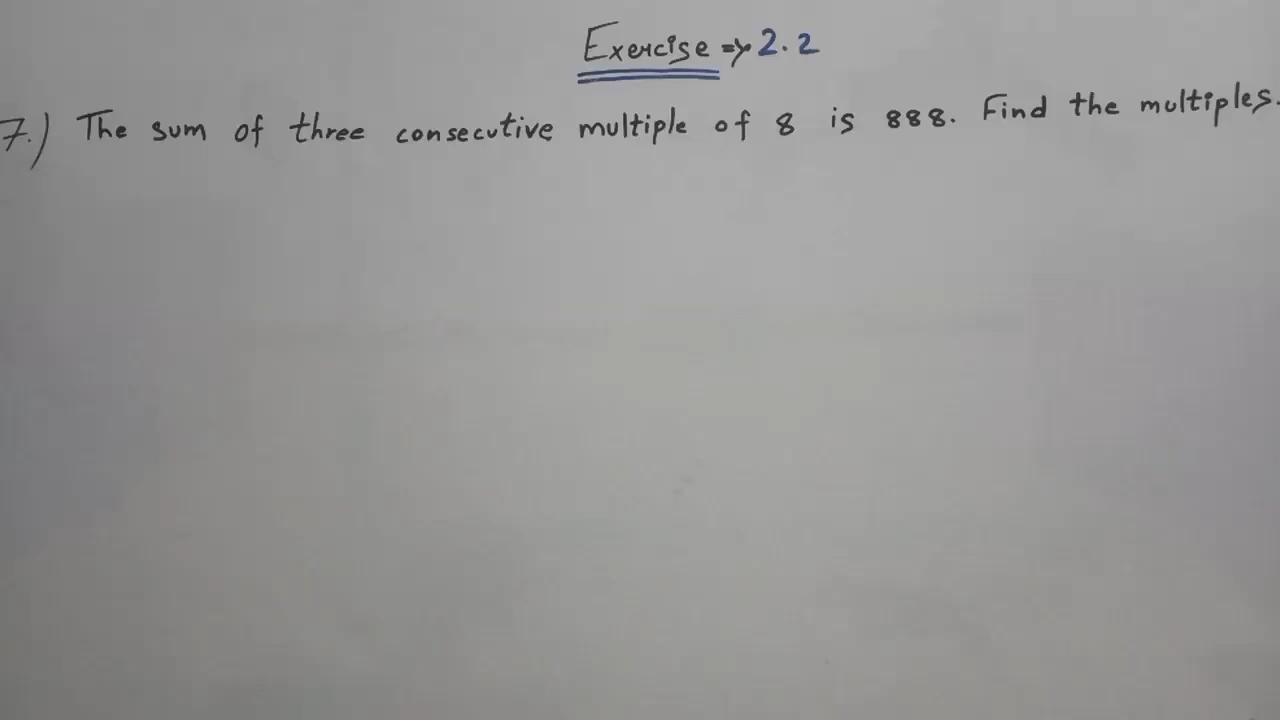 Exercise => 2.2
7.) The sum of three consecutive multiple of 8 is 888. Find the multiples.